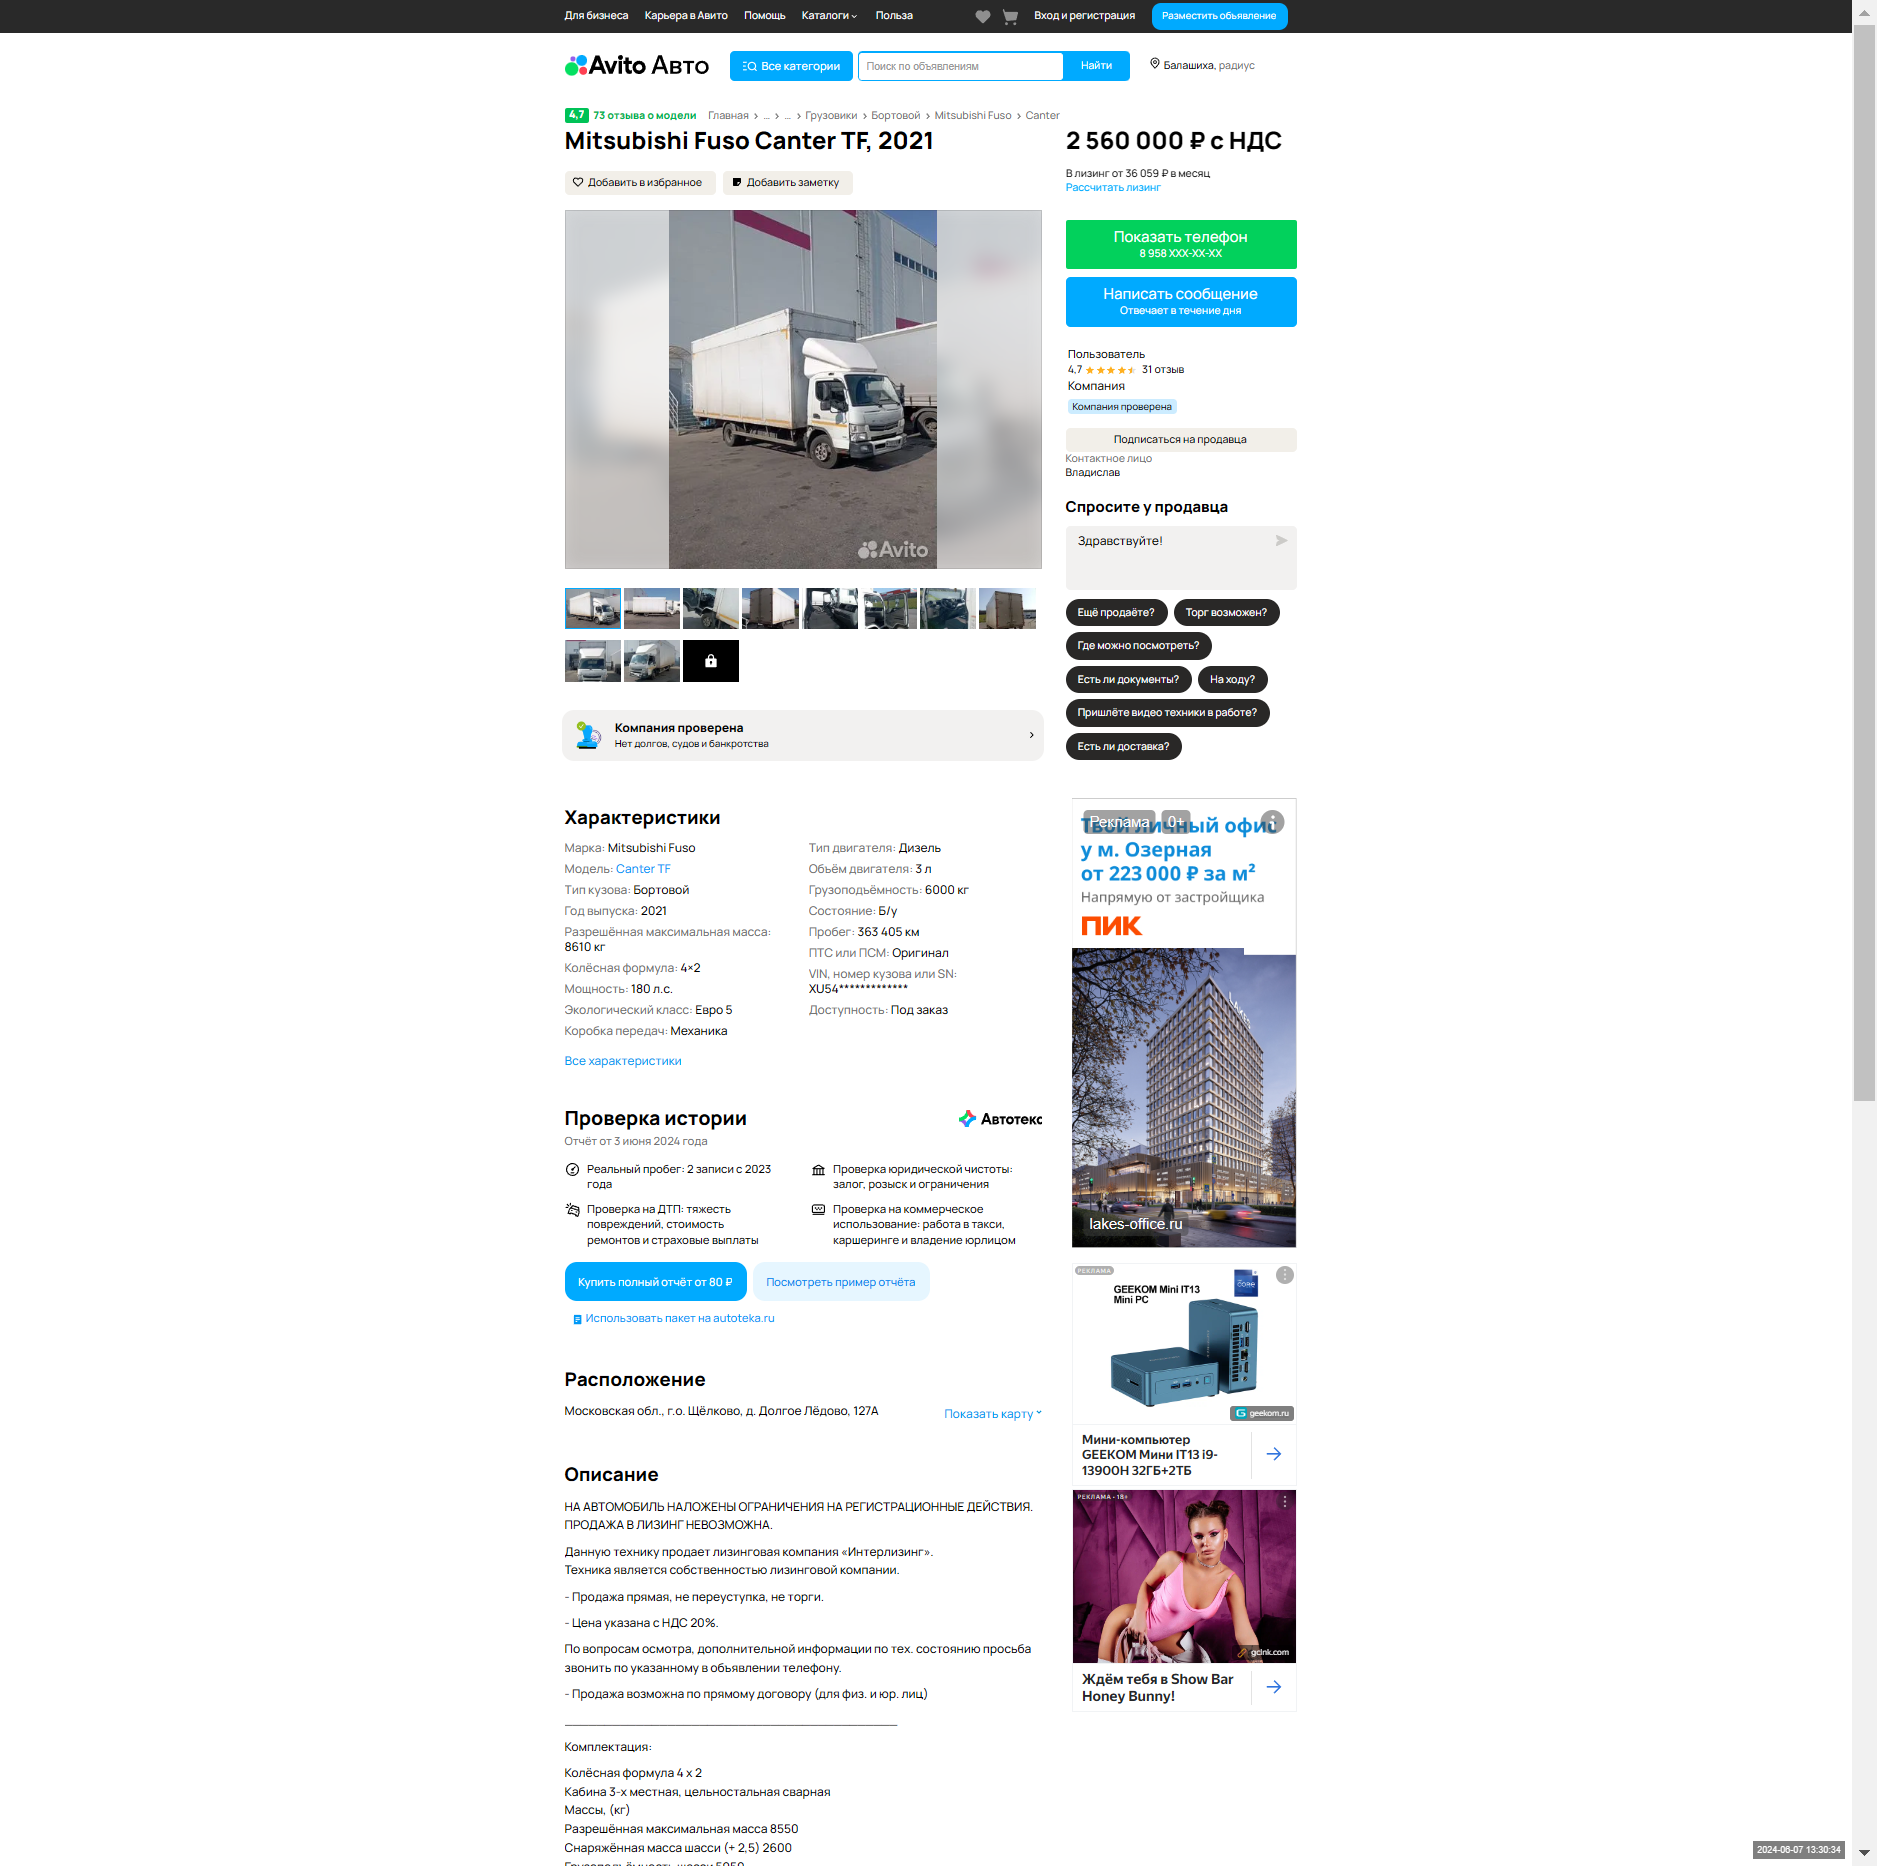 Для бизнеса Карьера в Авито Помощь Каталоги Польза Вход и регистрация Разместить объявление
Avito Авто Все категории Поиск по объявлениям Найти Балашиха, радиус
4,7 73 отзыва о модели Главная › ... › ... › Грузовики › Бортовой › Mitsubishi Fuso › Canter
Mitsubishi Fuso Canter TF, 2021
Добавить в избранное Добавить заметку
Avito
Компания проверена
Нет долгов, судов и банкротства
Характеристики
Марка: Mitsubishi Fuso
Модель: Canter TF
Тип кузова: Бортовой
Год выпуска: 2021
Разрешённая максимальная масса:
8610 кг
Колёсная формула: 4×2
Мощность: 180 л.с.
Экологический класс: Евро 5
Коробка передач: Механика
Тип двигателя: Дизель
Объём двигателя: 3 л
Грузоподъёмность: 6000 кг
Состояние: Б/у
Пробег: 363 405 км
ПТС или ПСМ: Оригинал
VIN, номер кузова или SN:
XU54*************
Доступность: Под заказ
Все характеристики
Проверка истории
Автотека
Отчёт от 3 июня 2024 года
Реальный пробег: 2 записи с 2023
года
Проверка на ДТП: тяжесть
повреждений, стоимость
ремонтов и страховые выплаты
Проверка юридической чистоты:
залог, розыск и ограничения
Проверка на коммерческое
использование: работа в такси,
каршеринге и владение юрлицом
Купить полный отчёт от 80 ₽ Посмотреть пример отчёта
Использовать пакет на autoteka.ru
Расположение
Московская обл., г.о. Щёлково, д. Долгое Лёдово, 127А
Показать карту
Описание
НА АВТОМОБИЛЬ НАЛОЖЕНЫ ОГРАНИЧЕНИЯ НА РЕГИСТРАЦИОННЫЕ ДЕЙСТВИЯ.
ПРОДАЖА В ЛИЗИНГ НЕВОЗМОЖНА.
Данную технику продает лизинговая компания «Интерлизинг».
Техника является собственностью лизинговой компании.
- Продажа прямая, не переуступка, не торги.
- Цена указана с НДС 20%.
По вопросам осмотра, дополнительной информации по тех. состоянию просьба
звонить по указанному в объявлении телефону.
- Продажа возможна по прямому договору (для физ. и юр. лиц)
Комплектация:
Колёсная формула 4 x 2
Кабина 3-х местная, цельностальная сварная
Массы, (кг)
Разрешённая максимальная масса 8550
Снаряжённая масса шасси (+ 2,5) 2600
Грузоподъёмность шасси 5950
2 560 000 ₽ с НДС
В лизинг от 36 059 ₽ в месяц
Рассчитать лизинг
Показать телефон
8 958 XXX-XX-XX
Написать сообщение
Отвечает в течение дня
Пользователь
4,7 31 отзыв
Компания
Компания проверена
Подписаться на продавца
Контактное лицо
Владислав
Спросите у продавца
Здравствуйте!
Ещё продаёте? Торг возможен?
Где можно посмотреть?
Есть ли документы? На ходу?
Пришлёте видео техники в работе?
Есть ли доставка?
Реклама 0+
Твой личный офис
у м. Озерная
от 223 000 ₽ за м²
Напрямую от застройщика
ПИК
LAKES
lakes-office.ru
РЕКЛАМА
GEEKOM Mini IT13
Mini PC
CORE
geekom.ru
Мини-компьютер
GEEKOM Мини IT13 i9-
13900H 32ГБ+2ТБ
РЕКЛАМА • 18+
gclnk.com
Ждём тебя в Show Bar
Honey Bunny!
2024-06-07 13:30:34